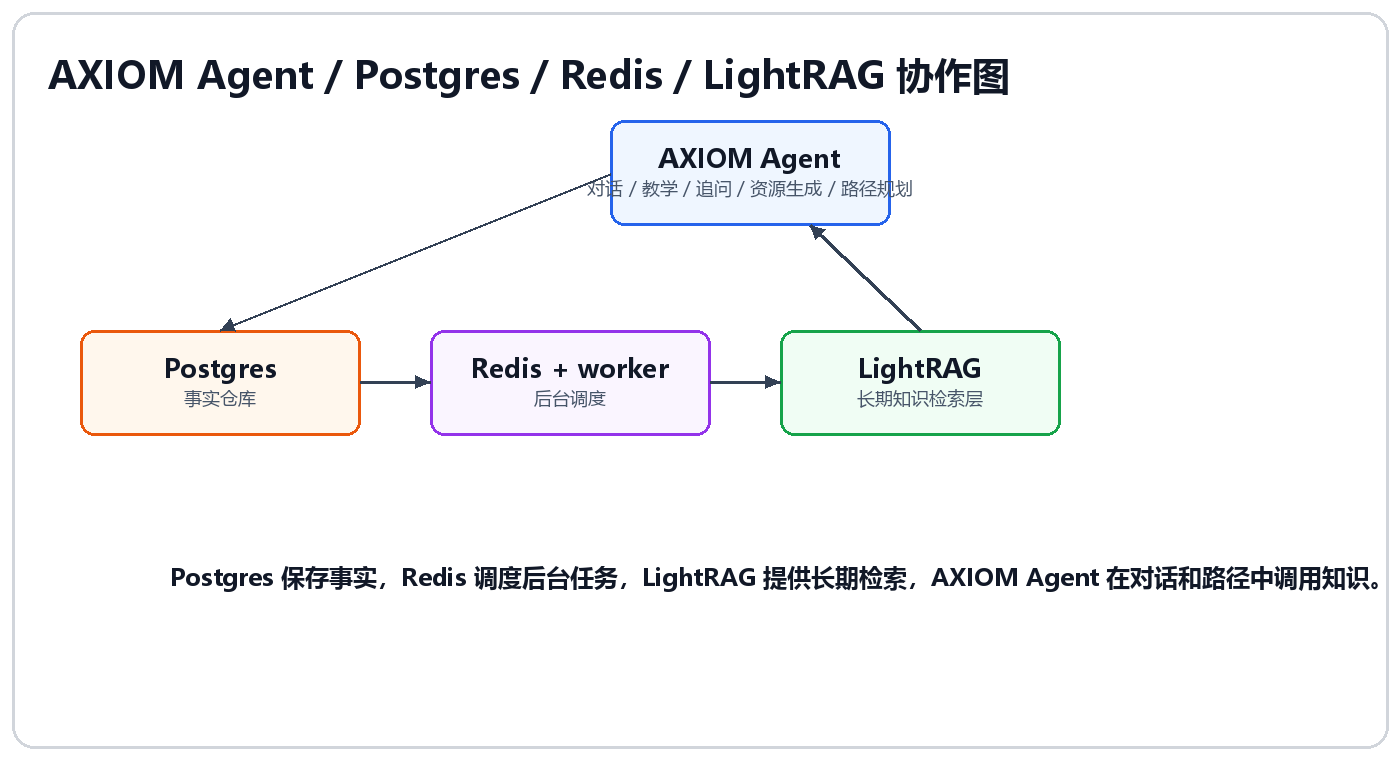 AXIOM Agent / Postgres / Redis / LightRAG 协作图
AXIOM Agent
对话 / 教学 / 追问 / 资源生成 / 路径规划
Postgres
事实仓库
Redis + worker
后台调度
LightRAG
长期知识检索层
Postgres 保存事实，Redis 调度后台任务，LightRAG 提供长期检索，AXIOM Agent 在对话和路径中调用知识。